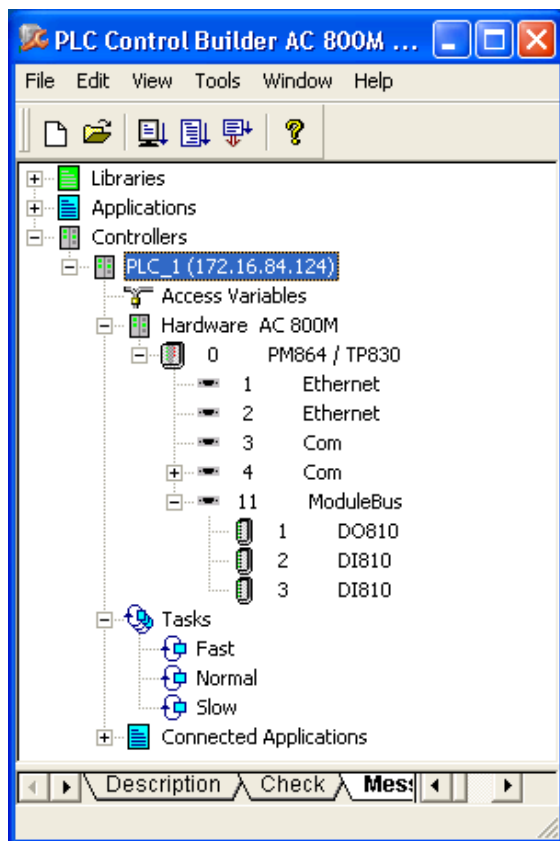 PLC Control Builder AC 800M ...
File Edit View Tools Window Help
Libraries
Applications
Controllers
PLC_1 (172.16.84.124)
Access Variables
Hardware AC 800M
0 PM864 / TP830
1 Ethernet
2 Ethernet
3 Com
4 Com
11 ModuleBus
1 DO810
2 DI810
3 DI810
Tasks
Fast
Normal
Slow
Connected Applications
Description Check Mess